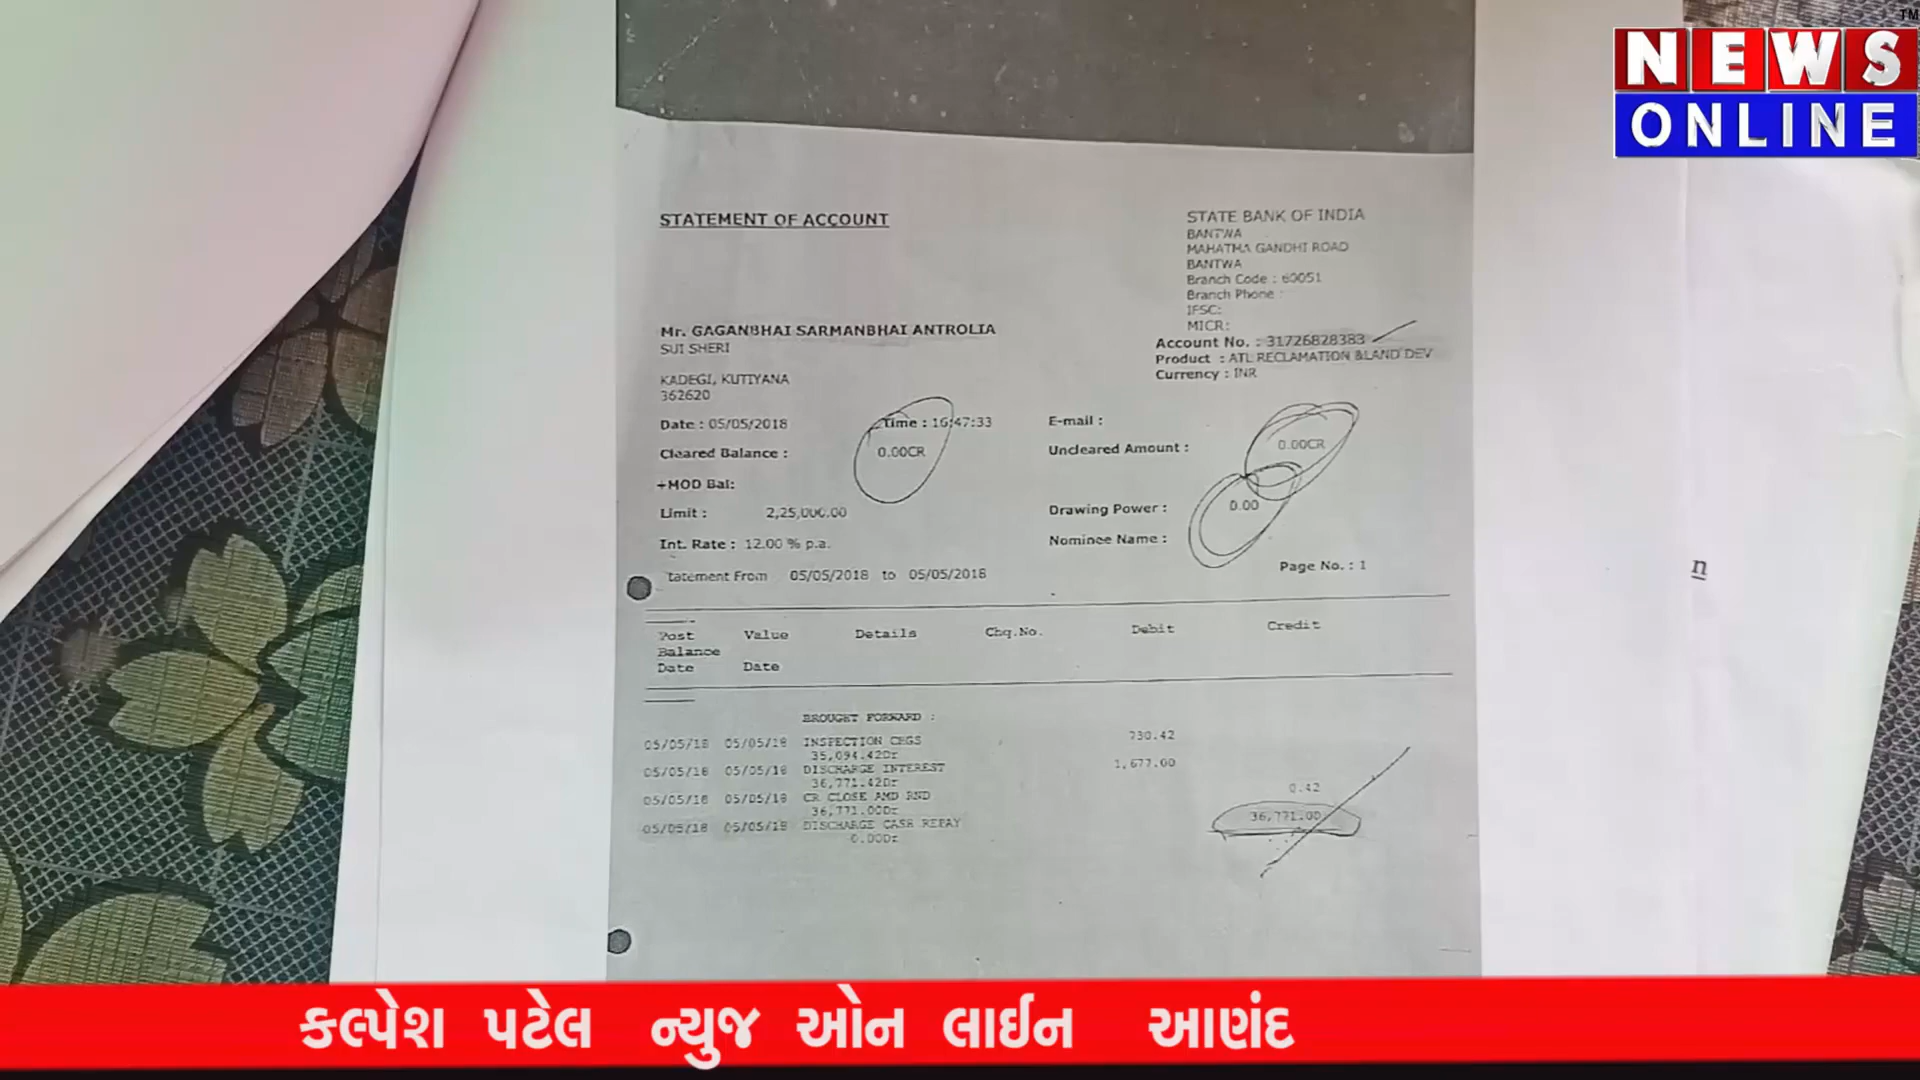 TM
NEWS
ONLINE
STATEMENT OF ACCOUNT
STATE BANK OF INDIA
BANTWA
MAHATMA GANDHI ROAD
BANTWA
Branch Code : 60051
Branch Phone :
IFSC:
MICR:
Mr. GAGANBHAI SARMANBHAI ANTROLIA
SUI SHERI
Account No. : 31726828383
Product : ATL RECLAMATION &LAND DEV
Currency : INR
KADEGI, KUTIYANA
362620
Date : 05/05/2018 Time : 16:47:33 E-mail :
Cleared Balance : 0.00CR Uncleared Amount : 0.00CR
+MOD Bal:
Limit : 2,25,000.00 Drawing Power : 0.00
Int. Rate : 12.00 % p.a. Nominee Name :
tatement From 05/05/2018 to 05/05/2018 Page No. : 1
n
Post Value Details Chq.No. Debit Credit
Balance
Date Date
BROUGHT FORWARD :
05/05/18 05/05/18 INSPECTION CHGS 730.42
35,094.42Dr
05/05/18 05/05/18 DISCHARGE INTEREST 1,677.00
36,771.42Dr
05/05/18 05/05/18 CR CLOSE AMD RND 0.42
36,771.00Dr
05/05/18 05/05/18 DISCHARGE CASH REPAY 36,771.00
0.00Dr
કલ્પેશ પટેલ ન્યુજ ઓન લાઈન આણંદ